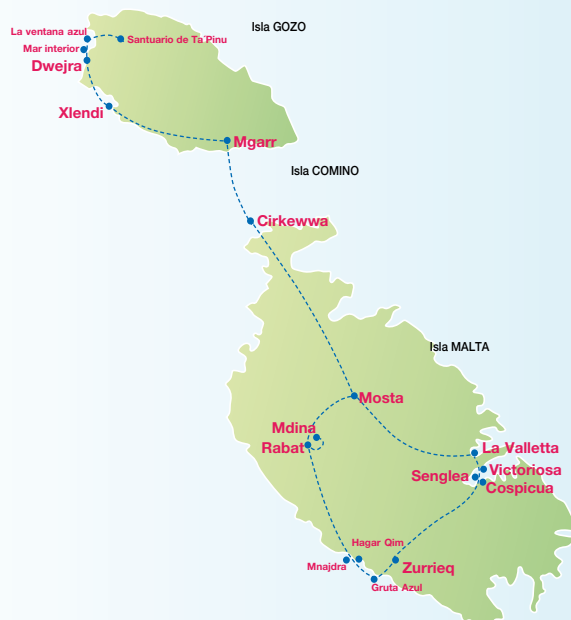 Isla GOZO
La ventana azul
Santuario de Ta´Pinu
Mar interior
Dwejra
Xlendi
Mgarr
Isla COMINO
Cirkewwa
Isla MALTA
Mosta
Mdina
Rabat
La Valletta
Victoriosa
Senglea
Cospicua
Hagar Qim
Mnajdra
Zurrieq
Gruta Azul